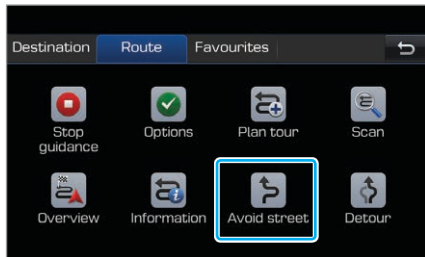 Destination Route Favourites
Stop guidance Options Plan tour Scan
Overview Information Avoid street Detour